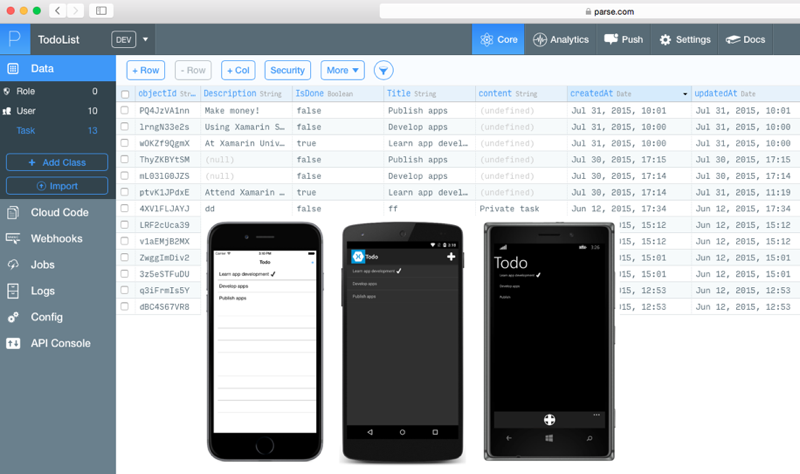 parse.com
P TodoList DEV Core Analytics Push Settings Docs
Data
Role 0
User 10
Task 13
+ Add Class
Import
Cloud Code
Webhooks
Jobs
Logs
Config
API Console
+ Row - Row + Col Security More
objectId Str... Description String IsDone Boolean Title String content String createdAt Date updatedAt Date
PQ4JzVA1nn Make money! false Publish apps (undefined) Jul 31, 2015, 10:01 Jul 31, 2015, 10:01
lrngN33e2s Using Xamarin S... false Develop apps (undefined) Jul 31, 2015, 10:00 Jul 31, 2015, 10:00
wOKZf9QgmX At Xamarin Univ... true Learn app devel... (undefined) Jul 31, 2015, 10:00 Jul 31, 2015, 10:00
ThyZKBYtSM (null) false Publish apps (undefined) Jul 30, 2015, 17:15 Jul 30, 2015, 17:15
mL03lG0JZS (null) false Develop apps (undefined) Jul 30, 2015, 17:14 Jul 30, 2015, 17:14
ptvK1JPdxE Attend Xamarin ... true Learn app devel... (undefined) Jul 30, 2015, 17:14 Jul 31, 2015, 11:19
4XVlFLJAYJ dd false ff Private task Jun 12, 2015, 17:34 Jun 12, 2015, 17:34
LRF2cUca39 15:12 Jun 12, 2015, 15:12
v1aEMjB2MX 15:12 Jun 12, 2015, 15:12
ZwggImDiv2 15:01 Jun 12, 2015, 15:01
3z5eSTFuDU 15:01 Jun 12, 2015, 15:01
q3iFrmIs5Y 12:53 Jun 12, 2015, 12:53
dBC4S67VR8 12:53 Jun 12, 2015, 12:53
Todo
Learn app development
Develop apps
Publish apps
Todo
Learn app development
Develop apps
Publish apps
3:26
Todo
Learn app development
Develop apps
Publish